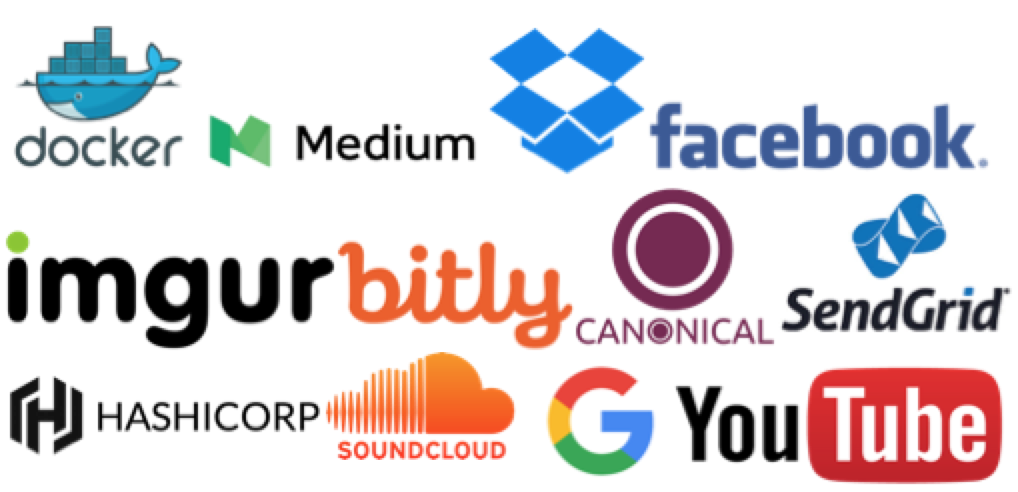 docker
Medium
facebook.
imgur
bitly
CANONICAL
SendGrid
HASHICORP
SOUNDCLOUD
G
YouTube